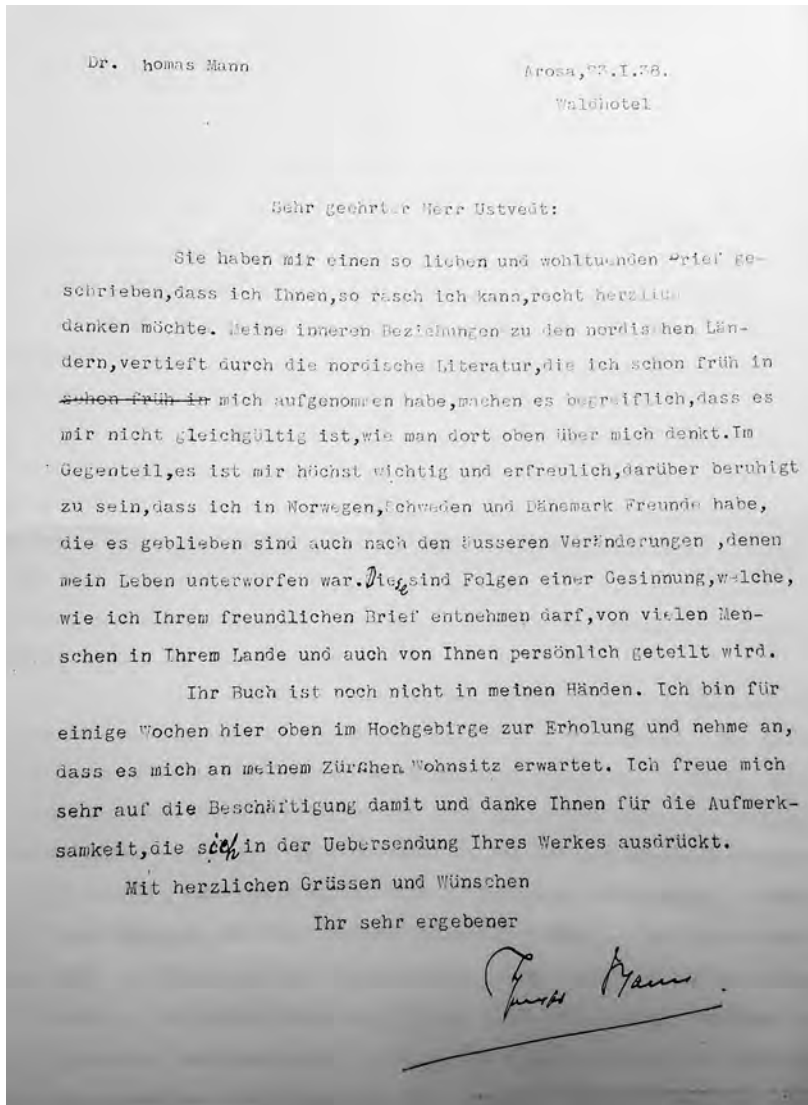 Dr. homas Mann
Arosa, 23.I.38.
Waldhotel
Sehr geehrter Herr Ustvedt:
Sie haben mir einen so lieben und wohltuenden Brief ge-
schrieben,dass ich Ihnen,so rasch ich kann,recht herzlich
danken möchte. Meine inneren Beziehungen zu den nordischen Län-
dern,vertieft durch die nordische Literatur,die ich schon früh in
schon früh in mich aufgenommen habe,machen es begreiflich,dass es
mir nicht gleichgültig ist,wie man dort oben über mich denkt.Im
Gegenteil,es ist mir höchst wichtig und erfreulich,darüber beruhigt
zu sein,dass ich in Norwegen,Schweden und Dänemark Freunde habe,
die es geblieben sind auch nach den äusseren Veränderungen ,denen
mein Leben unterworfen war.Diese sind Folgen einer Gesinnung,welche,
wie ich Ihrem freundlichen Brief entnehmen darf,von vielen Men-
schen in Ihrem Lande und auch von Ihnen persönlich geteilt wird.
Ihr Buch ist noch nicht in meinen Händen. Ich bin für
einige Wochen hier oben im Hochgebirge zur Erholung und nehme an,
dass es mich an meinem Zürcher Wohnsitz erwartet. Ich freue mich
sehr auf die Beschäftigung damit und danke Ihnen für die Aufmerk-
samkeit,die sich in der Uebersendung Ihres Werkes ausdrückt.
Mit herzlichen Grüssen und Wünschen
Ihr sehr ergebener
Thomas Mann